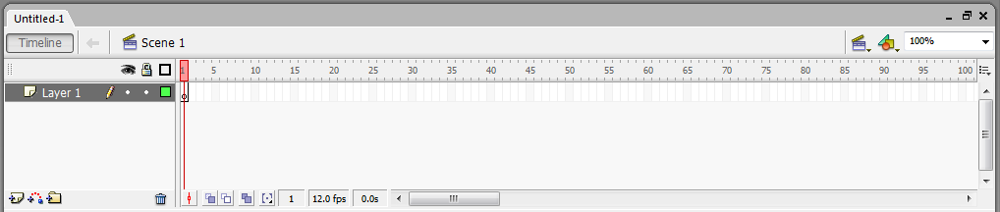 Untitled-1
Timeline Scene 1 100%
1 5 10 15 20 25 30 35 40 45 50 55 60 65 70 75 80 85 90 95 100
Layer 1
1 12.0 fps 0.0s